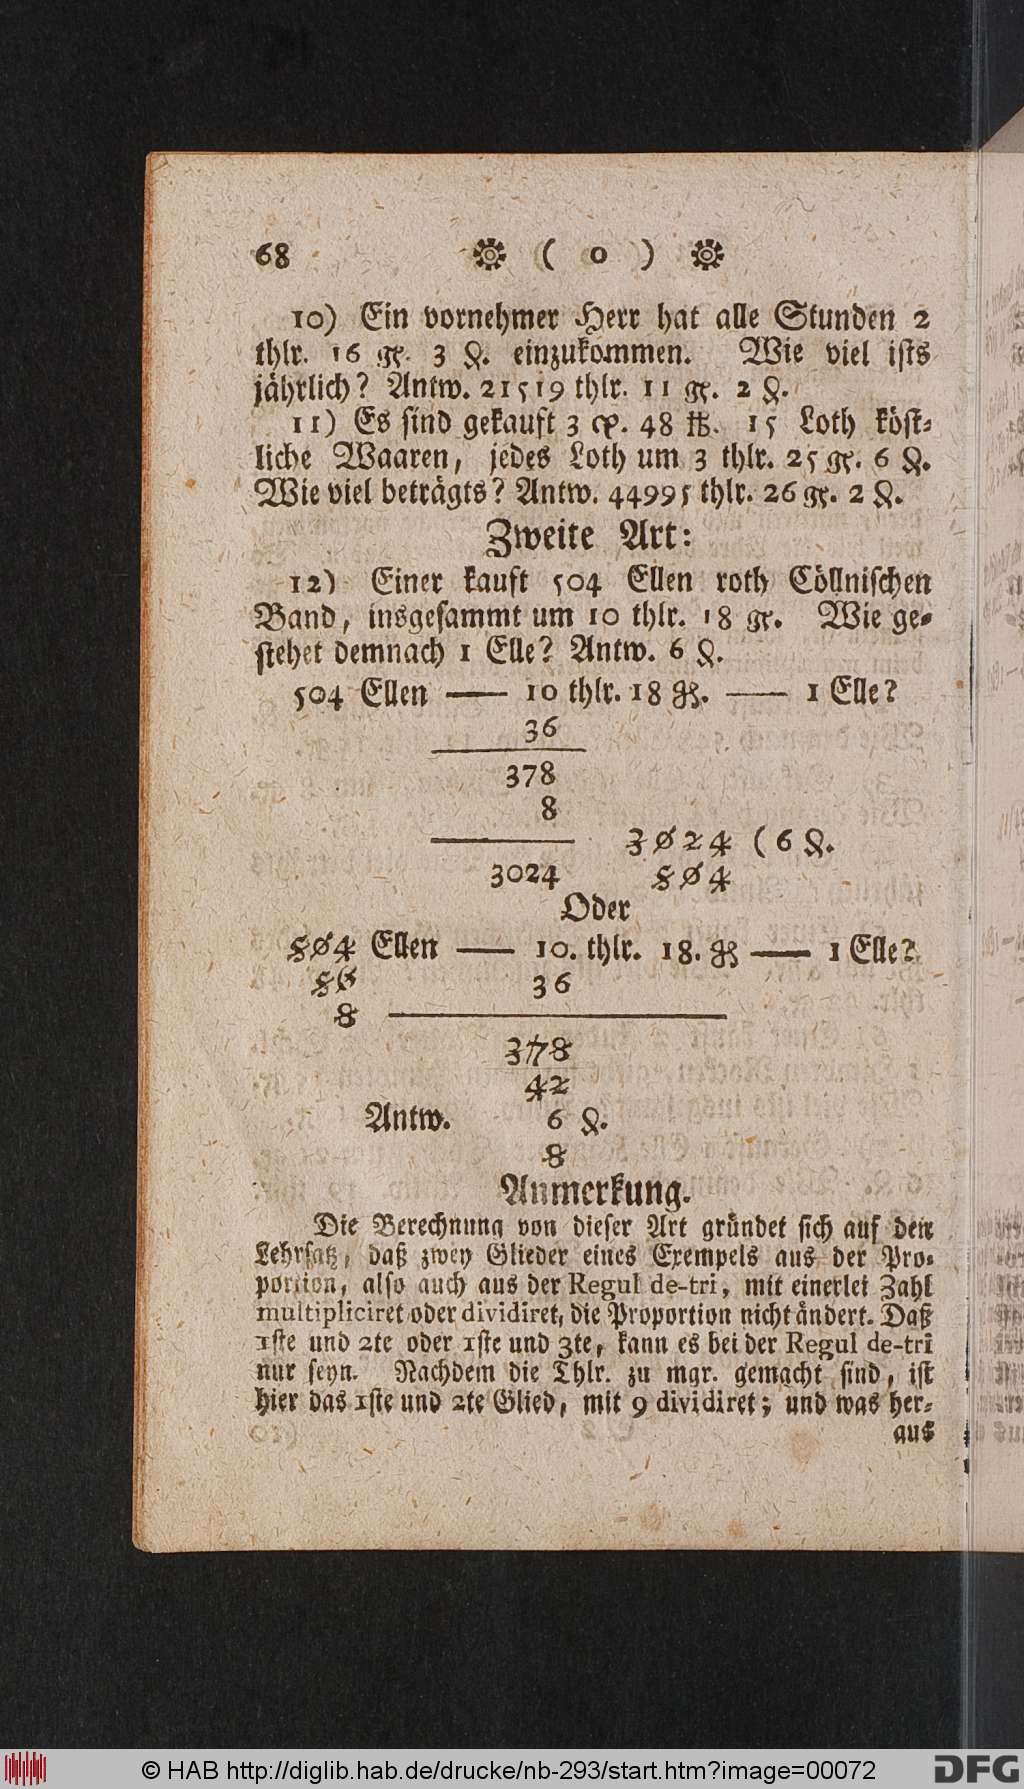 68 ( 0 )
10) Ein vornehmer Herr hat alle Stunden 2
thlr. 16 gr. 3 ₰. einzukommen. Wie viel ists
jährlich? Antw. 21519 thlr. 11 gr. 2 ₰.
11) Es sind gekauft 3 cp. 48 ℔. 15 Loth köst-
liche Waaren, jedes Loth um 3 thlr. 25 gr. 6 ₰.
Wie viel beträgts? Antw. 44995 thlr. 26 gr. 2 ₰.
Zweite Art:
12) Einer kauft 504 Ellen roth Cöllnischen
Band, insgesammt um 10 thlr. 18 gr. Wie ge-
stehet demnach 1 Elle? Antw. 6 ₰.
504 Ellen — 10 thlr. 18 gr. — 1 Elle?
36
378
8
3024 (6 ₰.
3024 504
Oder
504 Ellen — 10. thlr. 18. gr — 1 Elle?
56 36
8
378
42
Antw. 6 ₰.
8
Anmerkung.
Die Berechnung von dieser Art gründet sich auf den
Lehrsatz, daß zwey Glieder eines Exempels aus der Pro-
portion, also auch aus der Regul de-tri, mit einerlei Zahl
multipliciret oder dividiret, die Proportion nicht ändert. Daß
1ste und 2te oder 1ste und 3te, kann es bei der Regul de-tri
nur seyn. Nachdem die Thlr. zu mgr. gemacht sind, ist
hier das 1ste und 2te Glied, mit 9 dividiret; und was her-
aus
© HAB http://diglib.hab.de/drucke/nb-293/start.htm?image=00072
DFG